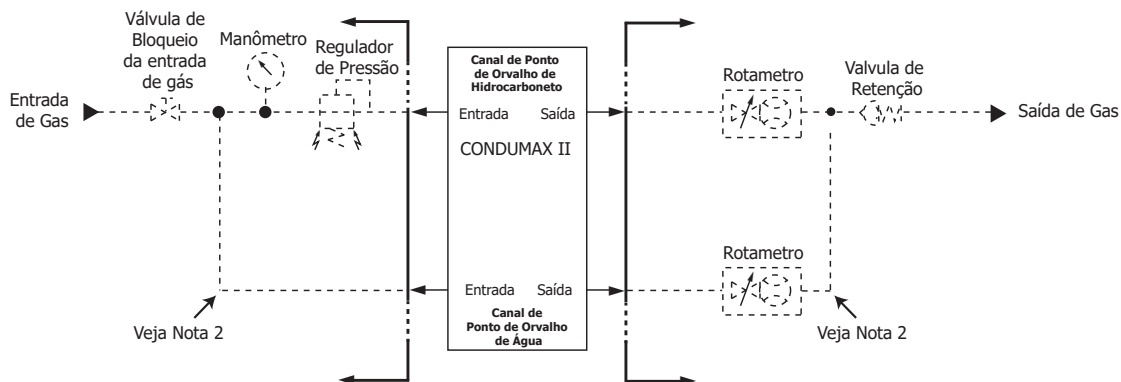 Válvula de
Bloqueio
da entrada
de gás
Manômetro
Regulador
de Pressão
Canal de Ponto
de Orvalho de
Hidrocarboneto
Rotametro
Valvula de
Retenção
Entrada
de Gas
Entrada
Saída
Saída de Gas
CONDUMAX II
Rotametro
Entrada
Saída
Canal de
Ponto de Orvalho
de Água
Veja Nota 2
Veja Nota 2